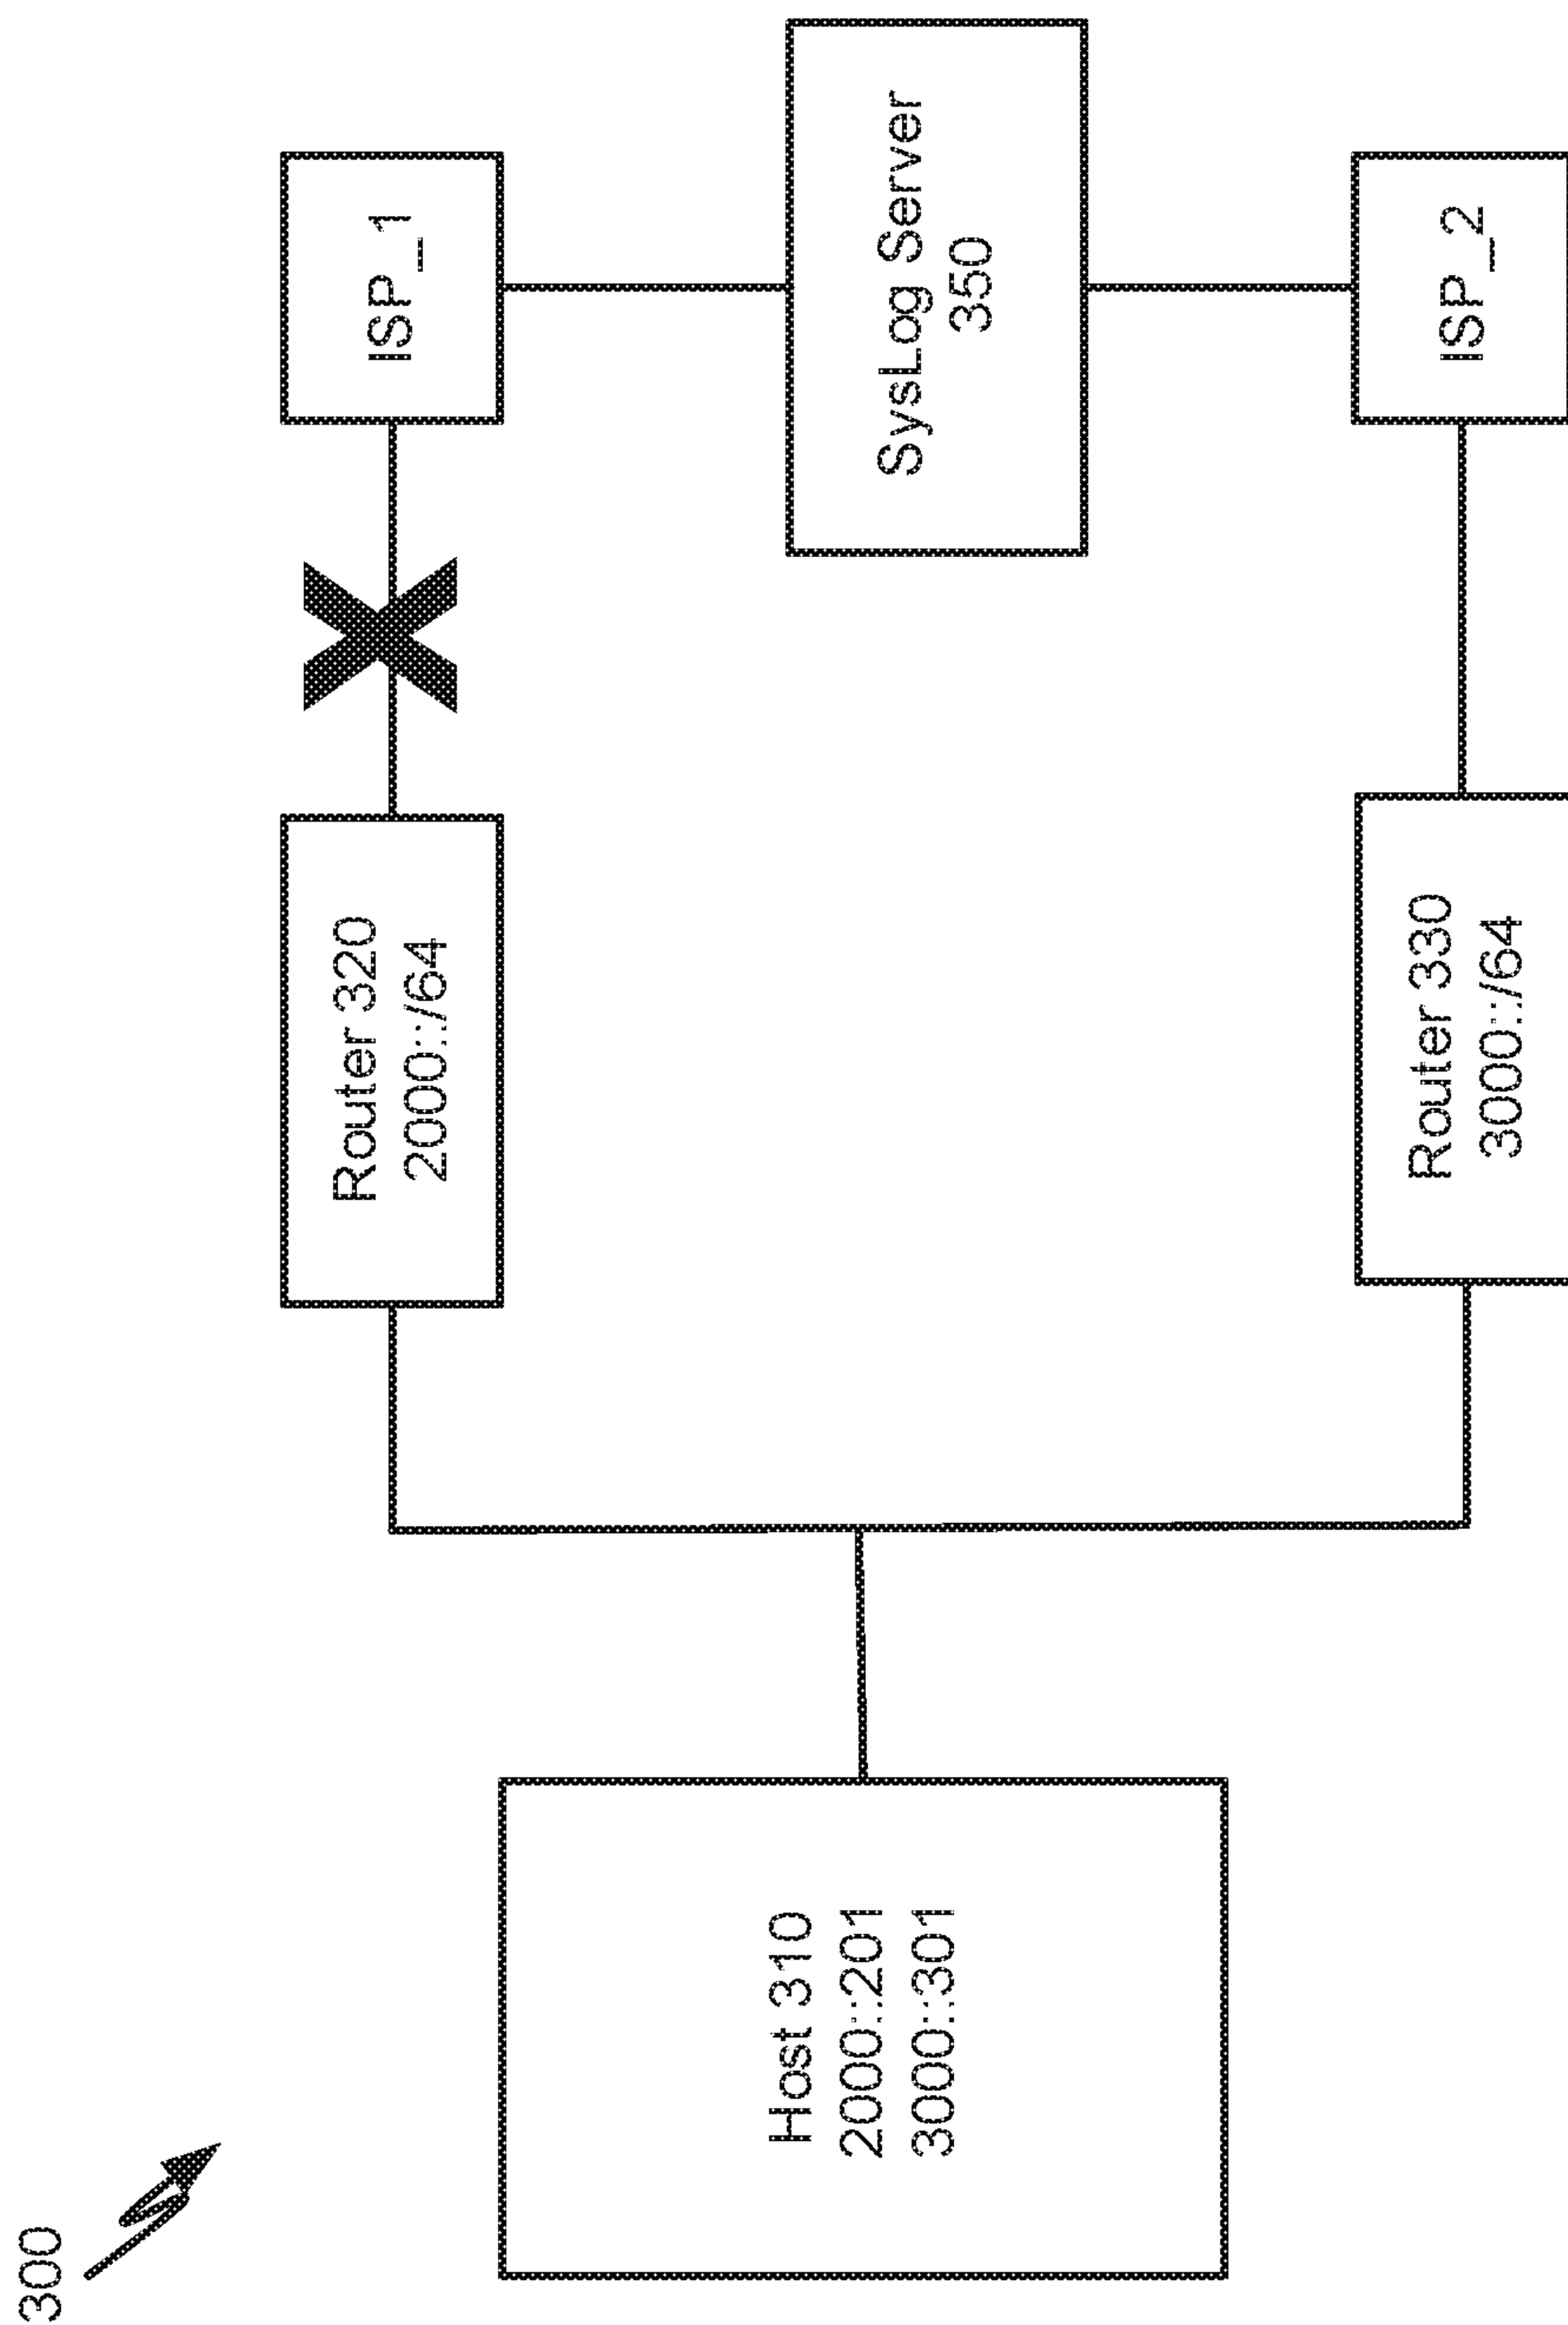 300
Host 310
2000::201
3000::301
Router 320
2000::/64
ISP_1
SysLog Server
350
Router 330
3000::/64
ISP_2